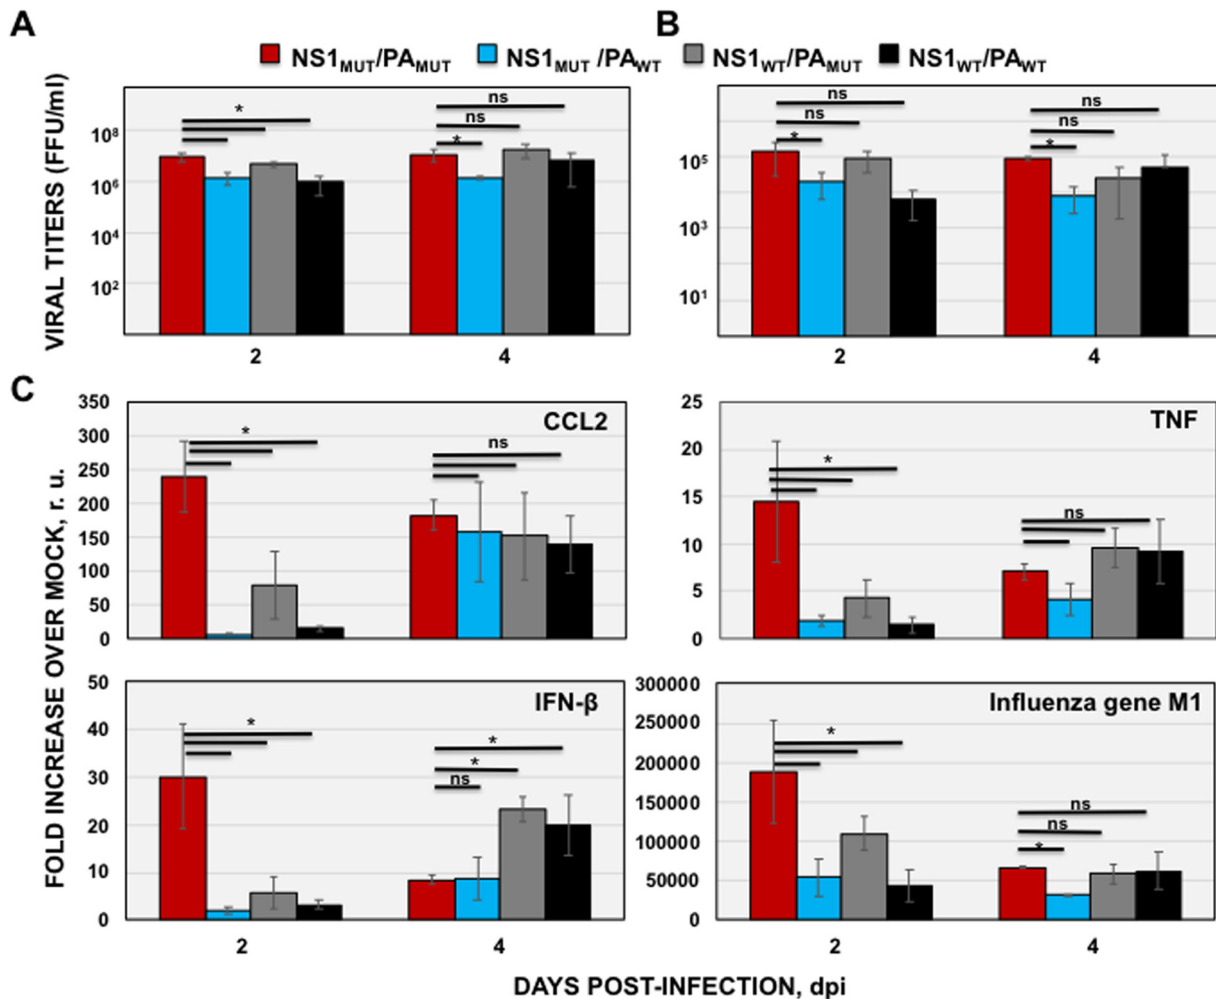 A
B
NS1MUT/PAMUT NS1MUT /PAWT NS1WT/PAMUT NS1WT/PAWT
VIRAL TITERS (FFU/ml)
10^8
10^6
10^4
10^2
*
ns
ns
*
2 4
10^5
10^3
10^1
ns
ns
*
ns
ns
*
2 4
C
FOLD INCREASE OVER MOCK, r. u.
CCL2
350
300
250
200
150
100
50
0
*
ns
TNF
25
20
15
10
5
0
*
ns
IFN-β
50
40
30
20
10
0
*
*
*
ns
2 4
Influenza gene M1
300000
250000
200000
150000
100000
50000
0
*
ns
ns
*
2 4
DAYS POST-INFECTION, dpi